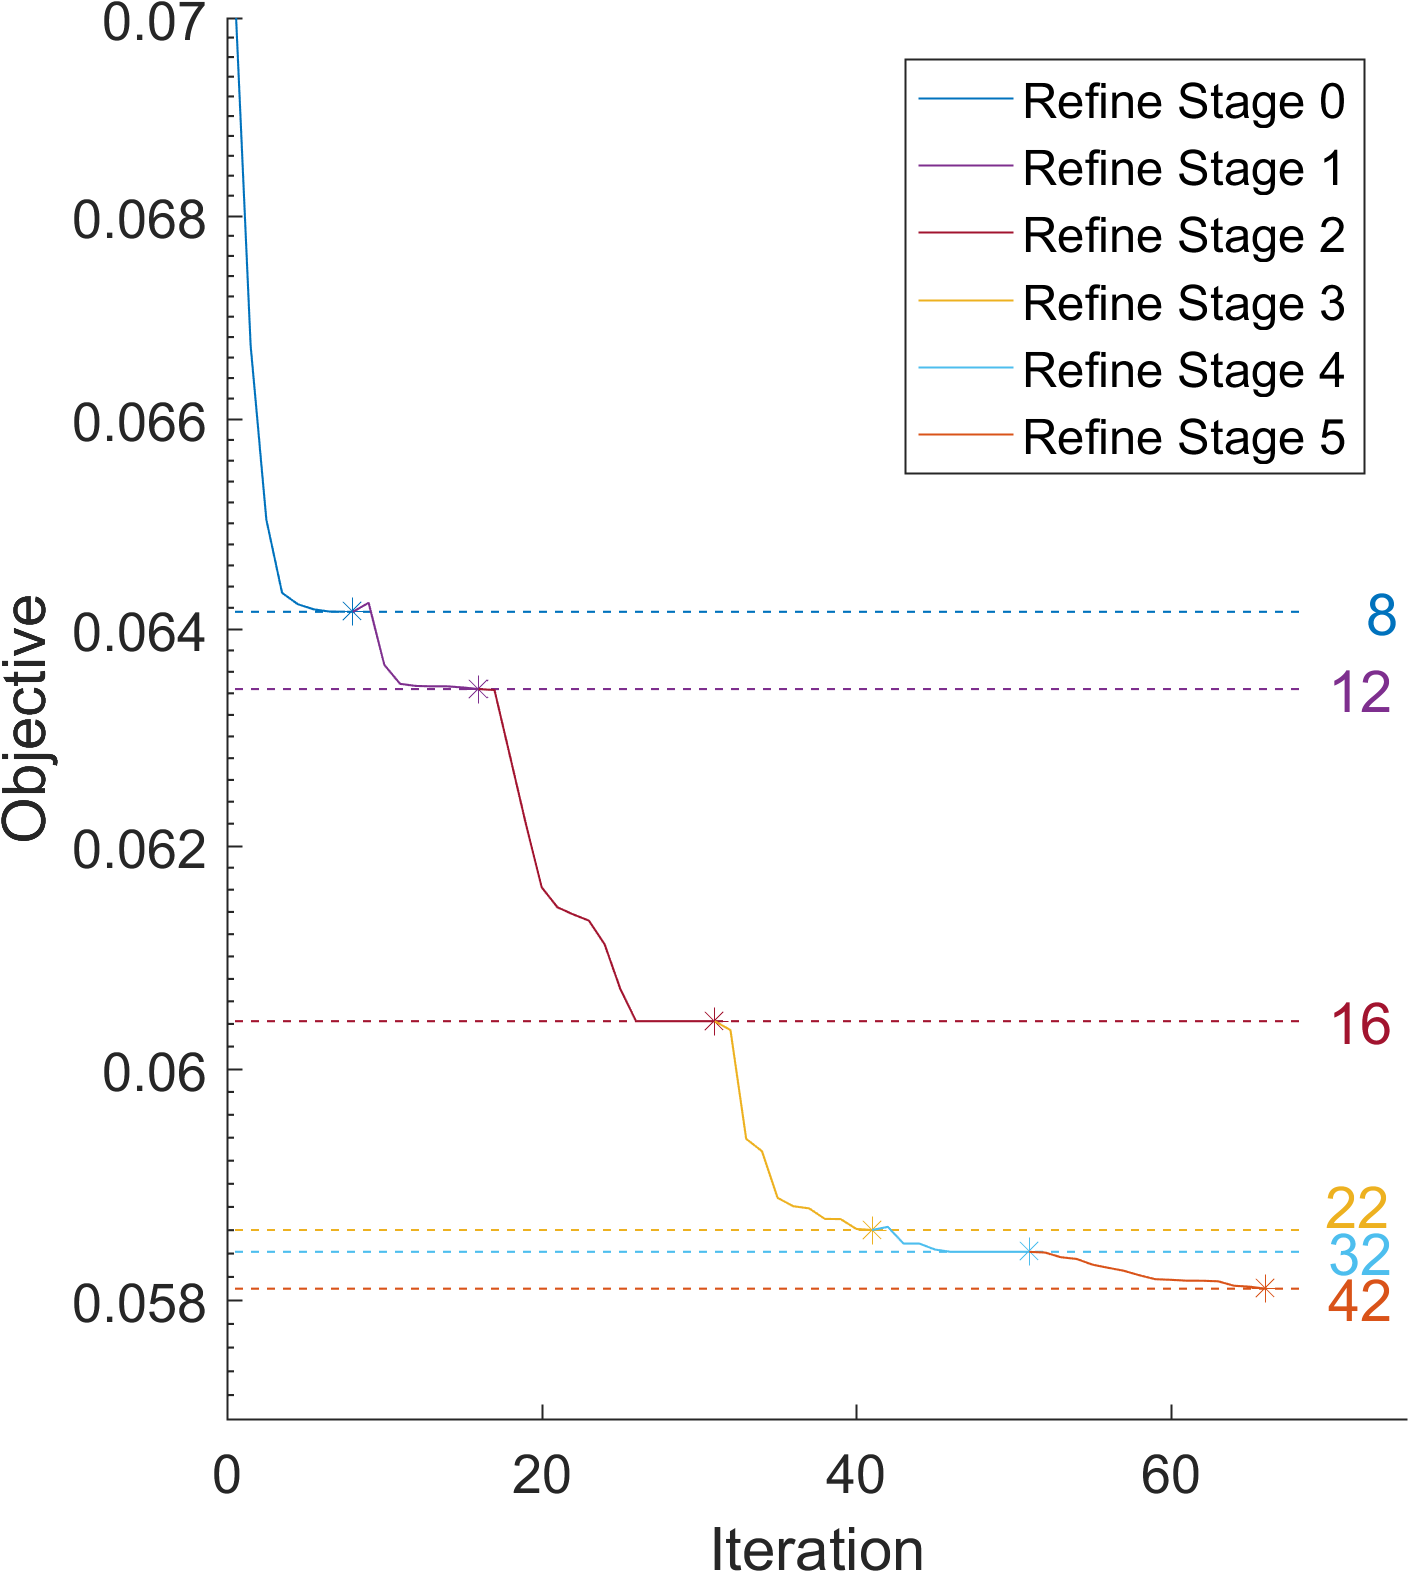 0.07
0.068
0.066
0.064
0.062
0.06
0.058
Objective
Refine Stage 0
Refine Stage 1
Refine Stage 2
Refine Stage 3
Refine Stage 4
Refine Stage 5
8
12
16
22
32
42
0 20 40 60
Iteration